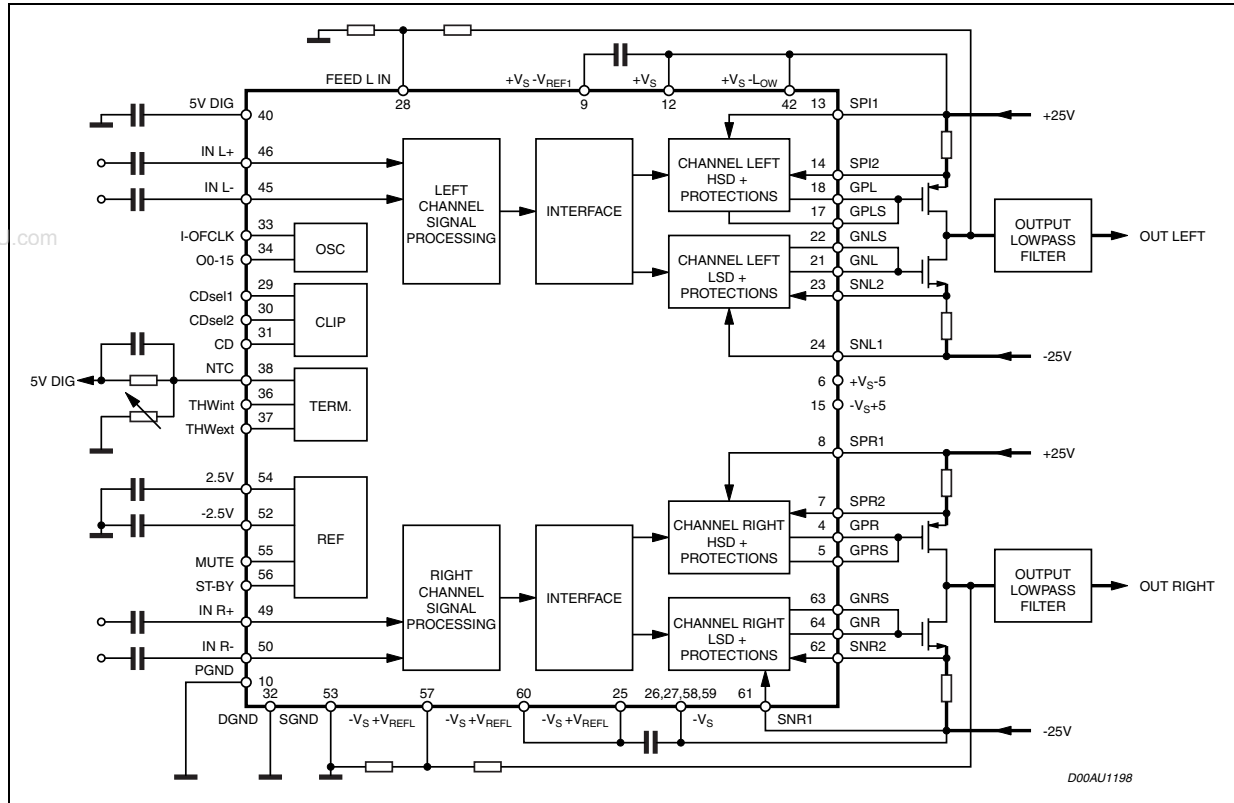 FEED L IN
28
+VS -VREF1
9
+VS
12
+VS -LOW
42
5V DIG
40
IN L+
46
IN L-
45
I-OFCLK
33
O0-15
34
OSC
CDsel1
29
CDsel2
30
CD
31
CLIP
5V DIG
NTC
38
THWint
36
THWext
37
TERM.
2.5V
54
-2.5V
52
MUTE
55
ST-BY
56
REF
IN R+
49
IN R-
50
PGND
10
LEFT
CHANNEL
SIGNAL
PROCESSING
INTERFACE
CHANNEL LEFT
HSD +
PROTECTIONS
CHANNEL LEFT
LSD +
PROTECTIONS
13
SPI1
+25V
14
SPI2
18
GPL
17
GPLS
22
GNLS
21
GNL
23
SNL2
24
SNL1
-25V
OUTPUT
LOWPASS
FILTER
OUT LEFT
6
+VS-5
15
-VS+5
RIGHT
CHANNEL
SIGNAL
PROCESSING
INTERFACE
CHANNEL RIGHT
HSD +
PROTECTIONS
CHANNEL RIGHT
LSD +
PROTECTIONS
8
SPR1
+25V
7
SPR2
4
GPR
5
GPRS
63
GNRS
64
GNR
62
SNR2
OUTPUT
LOWPASS
FILTER
OUT RIGHT
-25V
32
53
57
60
25
26,27,58,59
61
DGND
SGND
-VS +VREFL
-VS +VREFL
-VS +VREFL
-VS
SNR1
D00AU1198
.com